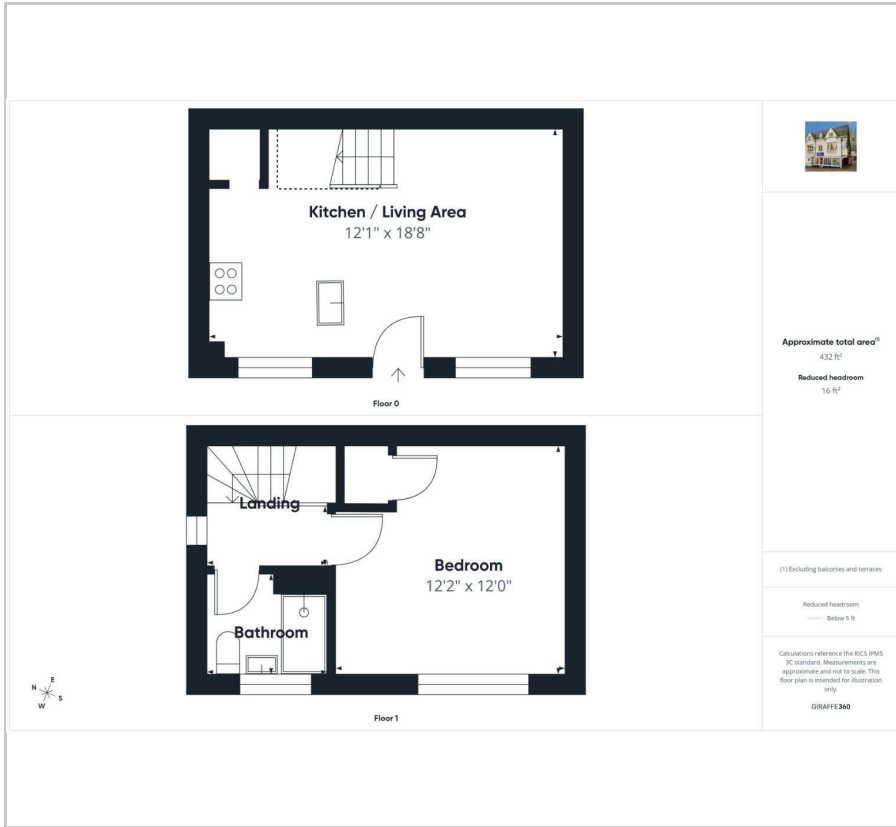 Kitchen / Living Area
12'1" x 18'8"
Floor 0
Landing
Bedroom
12'2" x 12'0"
Bathroom
Floor 1
N
E
S
W
Approximate total area(1)
432 ft²
Reduced headroom
16 ft²
(1) Excluding balconies and terraces
Reduced headroom
Below 5 ft
Calculations reference the RICS IPMS
3C standard. Measurements are
approximate and not to scale. This
floor plan is intended for illustration
only.
GIRAFFE360